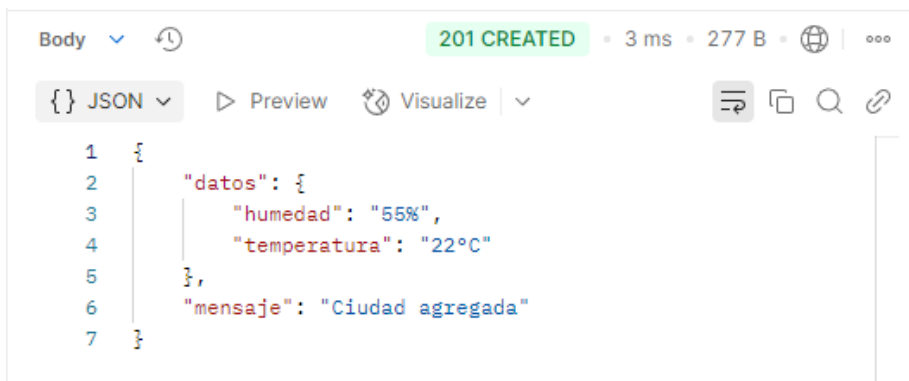 Body 201 CREATED 3 ms 277 B
{} JSON Preview Visualize
1 {
2 "datos": {
3 "humedad": "55%",
4 "temperatura": "22°C"
5 },
6 "mensaje": "Ciudad agregada"
7 }